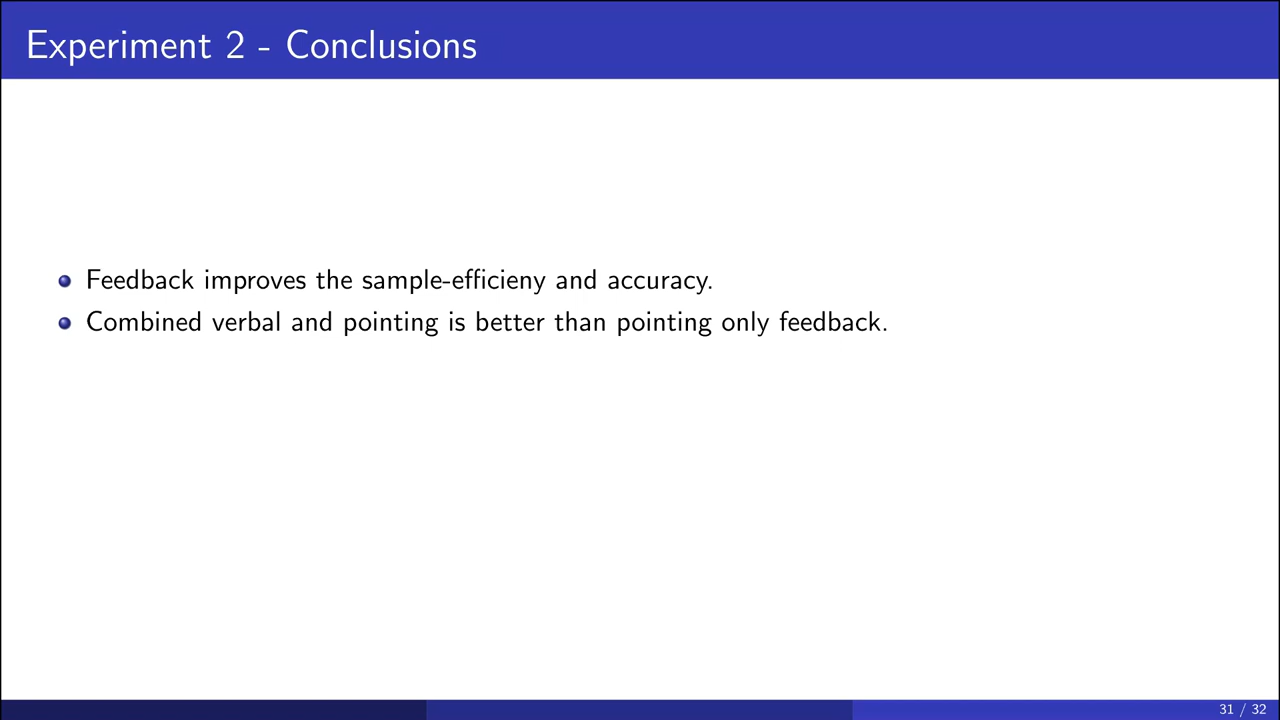 Experiment 2 - Conclusions
Feedback improves the sample-efficieny and accuracy.
Combined verbal and pointing is better than pointing only feedback.
31 / 32